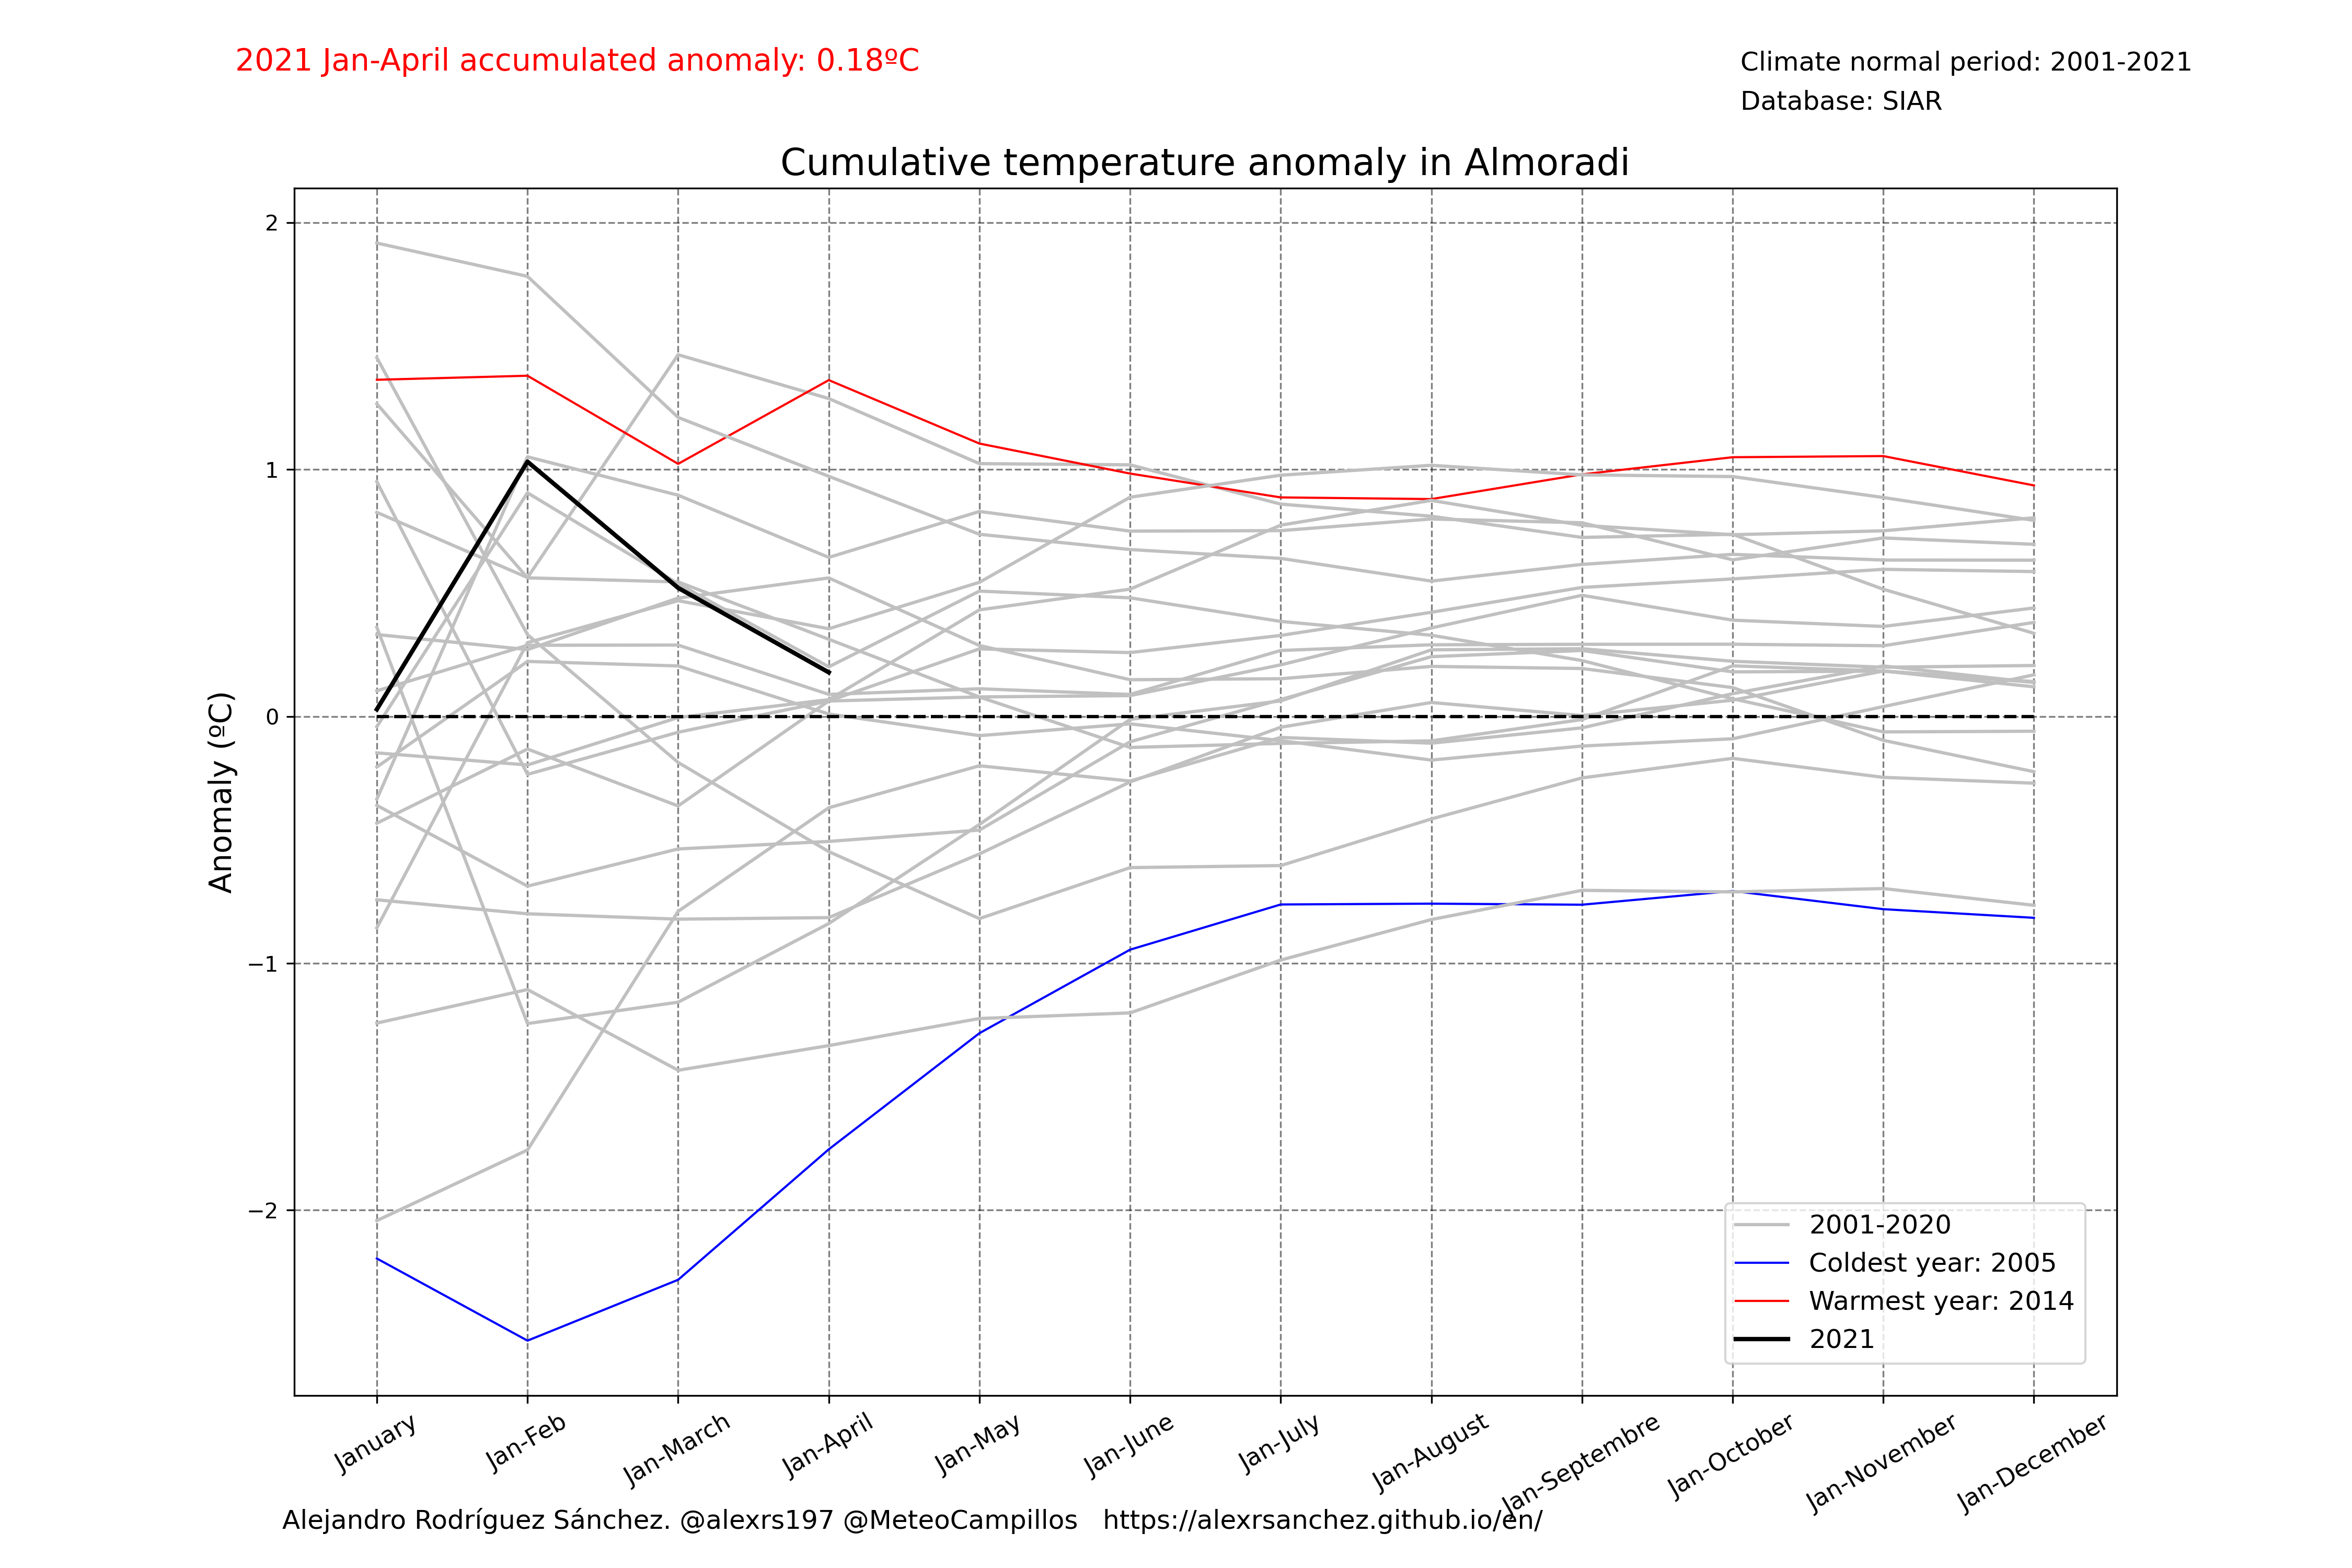 2021 Jan-April accumulated anomaly: 0.18ºC
Climate normal period: 2001-2021
Database: SIAR
Cumulative temperature anomaly in Almoradi
Anomaly (ºC)
2
1
0
−1
−2
2001-2020
Coldest year: 2005
Warmest year: 2014
2021
January
Jan-Feb
Jan-March
Jan-April
Jan-May
Jan-June
Jan-July
Jan-August
Jan-Septembre
Jan-October
Jan-November
Jan-December
Alejandro Rodríguez Sánchez. @alexrs197 @MeteoCampillos https://alexrsanchez.github.io/en/